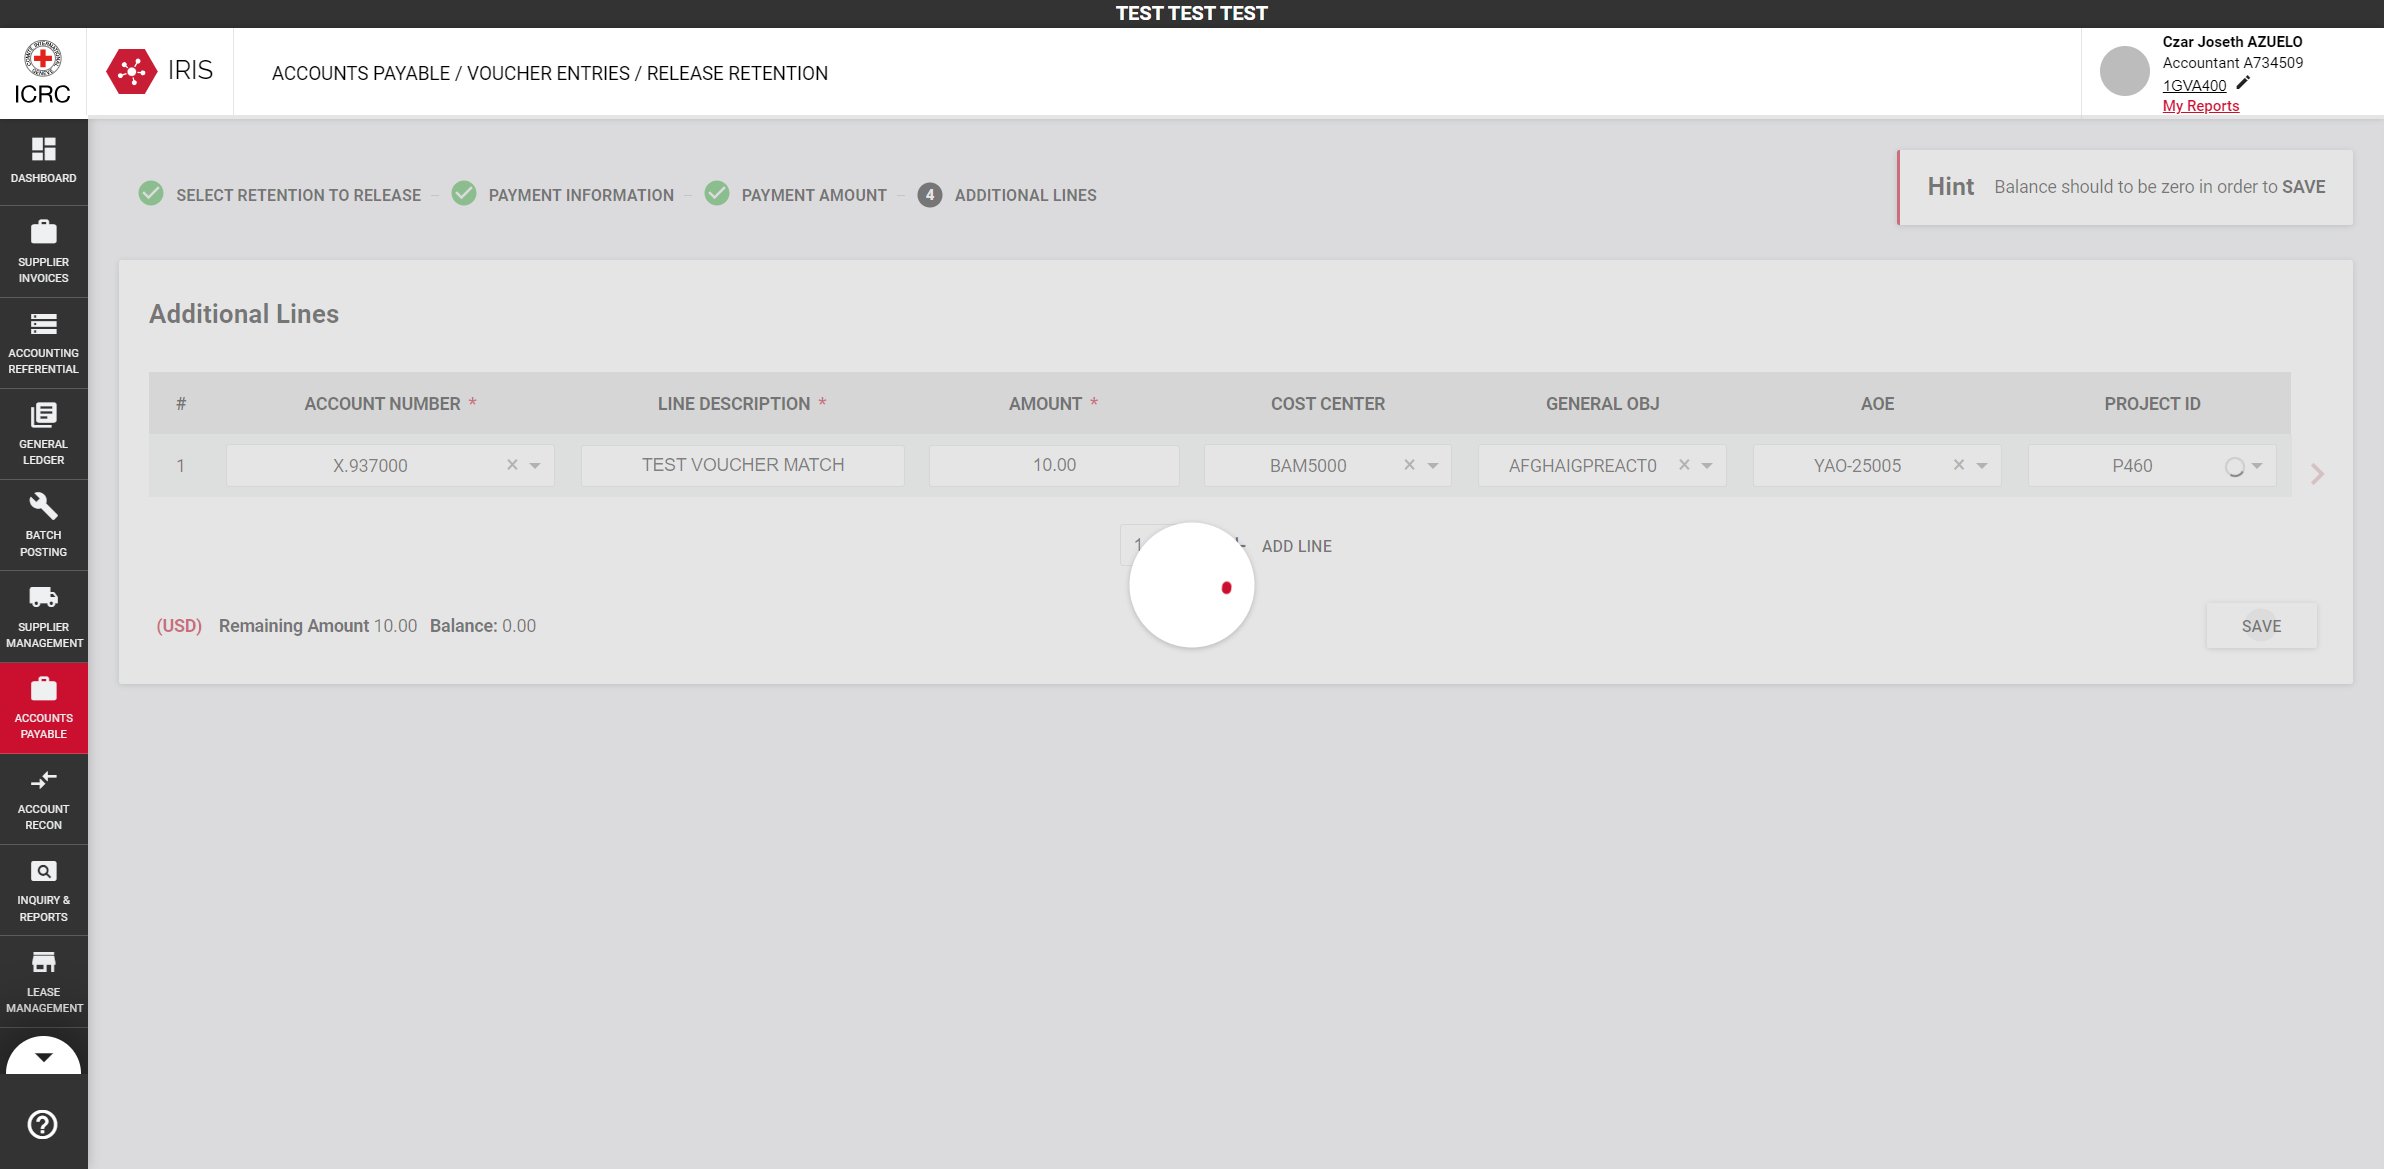 TEST TEST TEST
ICRC
IRIS
ACCOUNTS PAYABLE / VOUCHER ENTRIES / RELEASE RETENTION
Czar Joseth AZUELO
Accountant A734509
1GVA400
My Reports
DASHBOARD
SUPPLIER
INVOICES
ACCOUNTING
REFERENTIAL
GENERAL
LEDGER
BATCH
POSTING
SUPPLIER
MANAGEMENT
ACCOUNTS
PAYABLE
ACCOUNT
RECON
INQUIRY &
REPORTS
LEASE
MANAGEMENT
SELECT RETENTION TO RELEASE
PAYMENT INFORMATION
PAYMENT AMOUNT
4 ADDITIONAL LINES
Hint Balance should to be zero in order to SAVE
Additional Lines
# ACCOUNT NUMBER * LINE DESCRIPTION * AMOUNT * COST CENTER GENERAL OBJ AOE PROJECT ID
1 X.937000 TEST VOUCHER MATCH 10.00 BAM5000 AFGHAIGPREACT0 YAO-25005 P460
1 ADD LINE
(USD) Remaining Amount 10.00 Balance: 0.00
SAVE